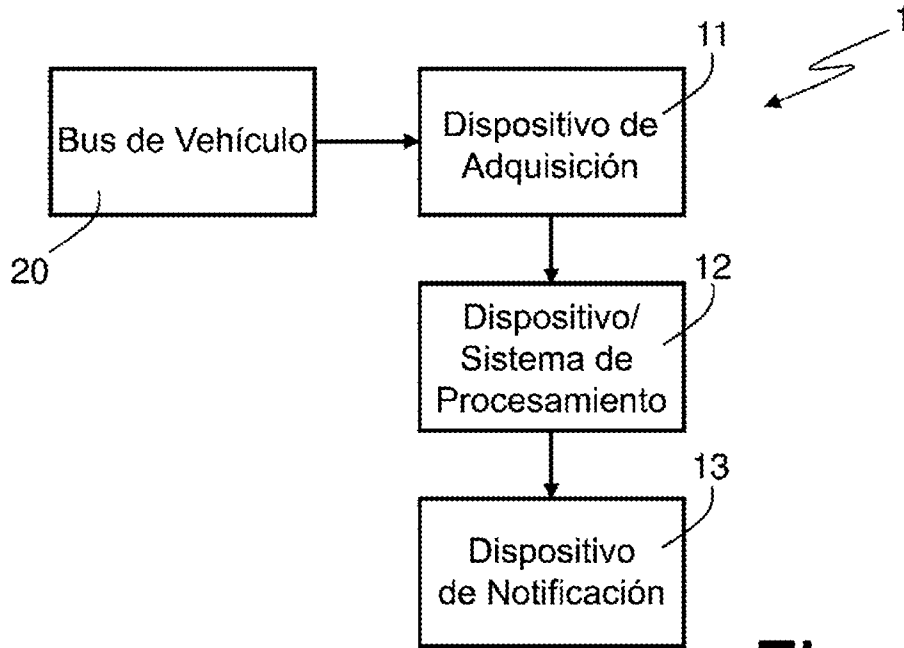 1
11
Bus de Vehículo
Dispositivo de
Adquisición
20
12
Dispositivo/
Sistema de
Procesamiento
13
Dispositivo
de Notificación